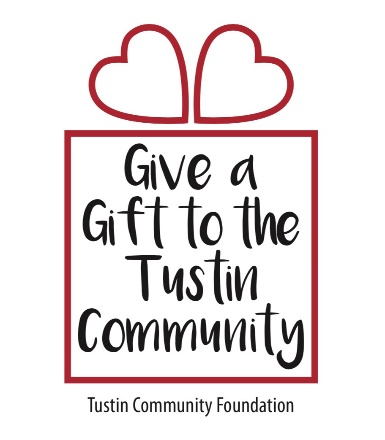 Give a
Gift to the
Tustin
Community
Tustin Community Foundation